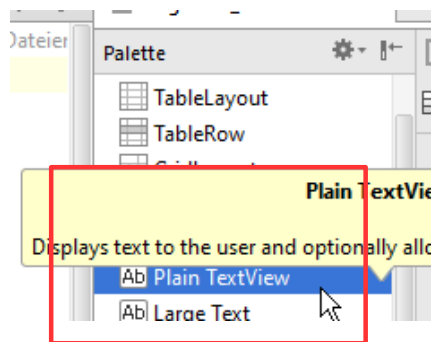 Dateien
Palette
TableLayout
TableRow
Plain TextVie
Displays text to the user and optionally allo
Plain TextView
Large Text